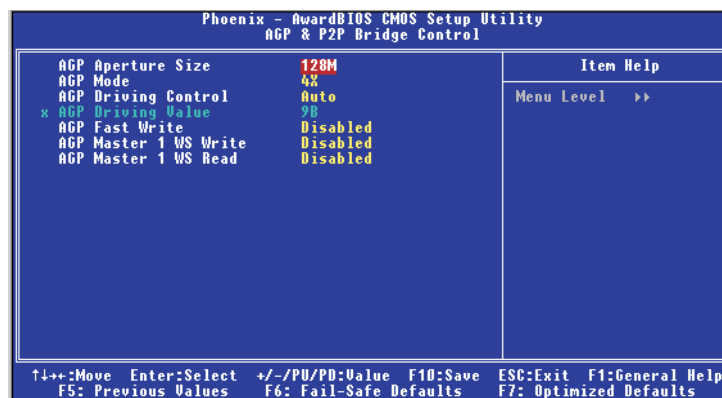 Phoenix - AwardBIOS CMOS Setup Utility
AGP & P2P Bridge Control
AGP Aperture Size 128M
AGP Mode 4X
AGP Driving Control Auto
x AGP Driving Value 9B
AGP Fast Write Disabled
AGP Master 1 WS Write Disabled
AGP Master 1 WS Read Disabled
Item Help
Menu Level ▸▸
↑↓→←:Move Enter:Select +/-/PU/PD:Value F10:Save ESC:Exit F1:General Help
F5: Previous Values F6: Fail-Safe Defaults F7: Optimized Defaults